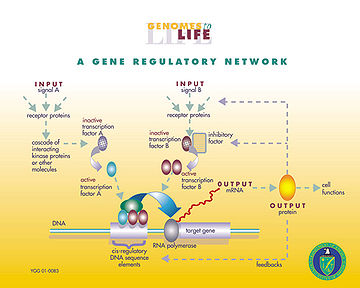 GENOMES to
LIFE
A GENE REGULATORY NETWORK
INPUT
signal A
receptor proteins
cascade of
interacting
kinase proteins
or other
molecules
inactive
transcription
factor A
active
transcription
factor A
INPUT
signal B
receptor proteins
inactive
transcription
factor B
inhibitory
factor
active
transcription
factor B
OUTPUT
mRNA
OUTPUT
protein
cell
functions
DNA
target gene
RNA polymerase
cis-regulatory
DNA sequence
elements
feedbacks
YGG 01-0083